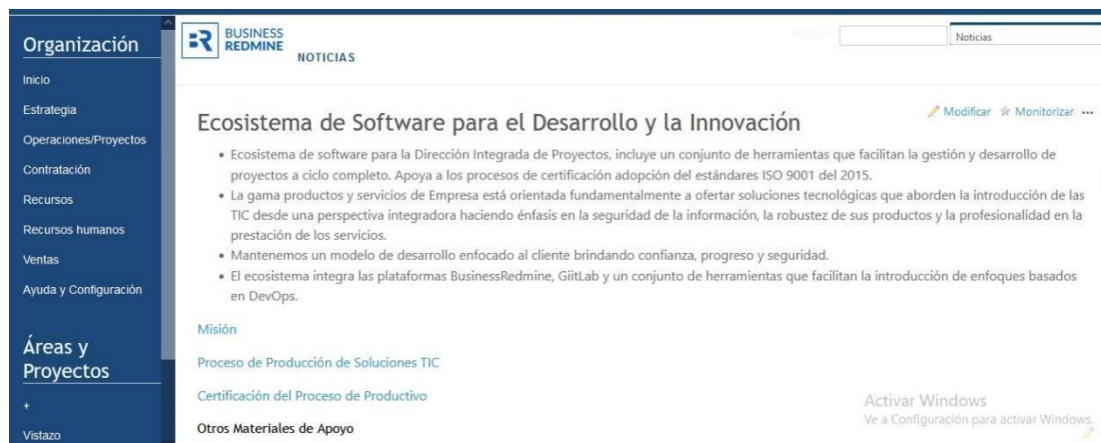 Organización
Inicio
Estrategia
Operaciones/Proyectos
Contratación
Recursos
Recursos humanos
Ventas
Ayuda y Configuración
Áreas y
Proyectos
+
Vistazo
BUSINESS
REDMINE
NOTICIAS
Noticias
Modificar Monitorizar ...
Ecosistema de Software para el Desarrollo y la Innovación
• Ecosistema de software para la Dirección Integrada de Proyectos, incluye un conjunto de herramientas que facilitan la gestión y desarrollo de
proyectos a ciclo completo. Apoya a los procesos de certificación adopción del estándares ISO 9001 del 2015.
• La gama productos y servicios de Empresa está orientada fundamentalmente a ofertar soluciones tecnológicas que aborden la introducción de las
TIC desde una perspectiva integradora haciendo énfasis en la seguridad de la información, la robustez de sus productos y la profesionalidad en la
prestación de los servicios.
• Mantenemos un modelo de desarrollo enfocado al cliente brindando confianza, progreso y seguridad.
• El ecosistema integra las plataformas BusinessRedmine, GiitLab y un conjunto de herramientas que facilitan la introducción de enfoques basados
en DevOps.
Misión
Proceso de Producción de Soluciones TIC
Certificación del Proceso de Productivo
Otros Materiales de Apoyo
Activar Windows
Ve a Configuración para activar Windows.